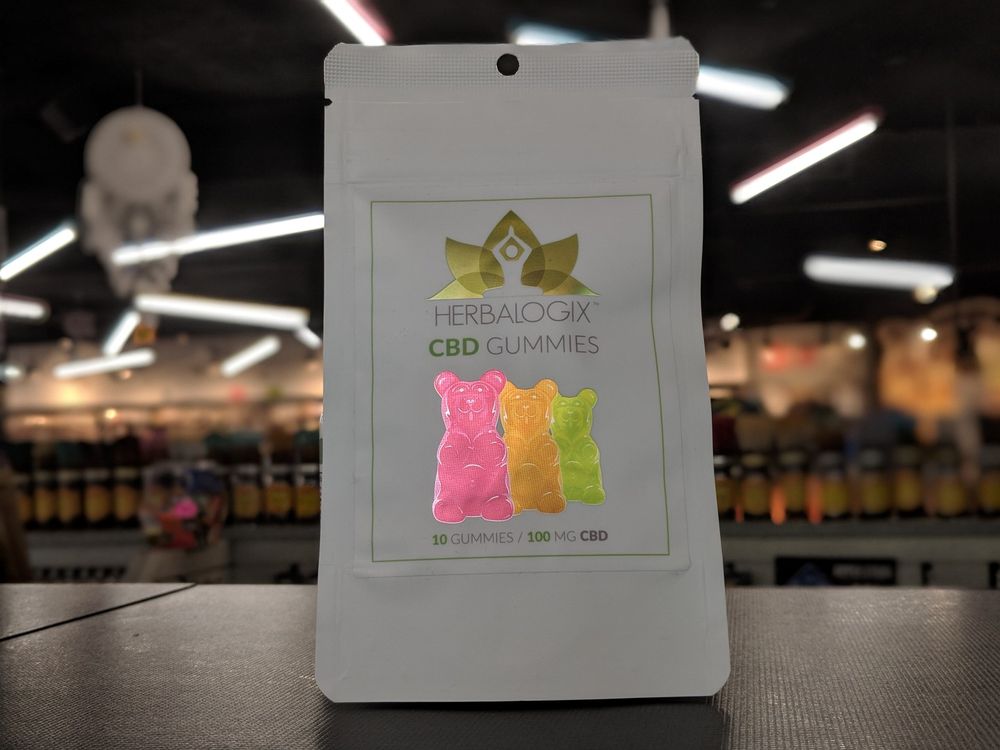 HERBALOGIX™
CBD GUMMIES
10 GUMMIES / 100 MG CBD